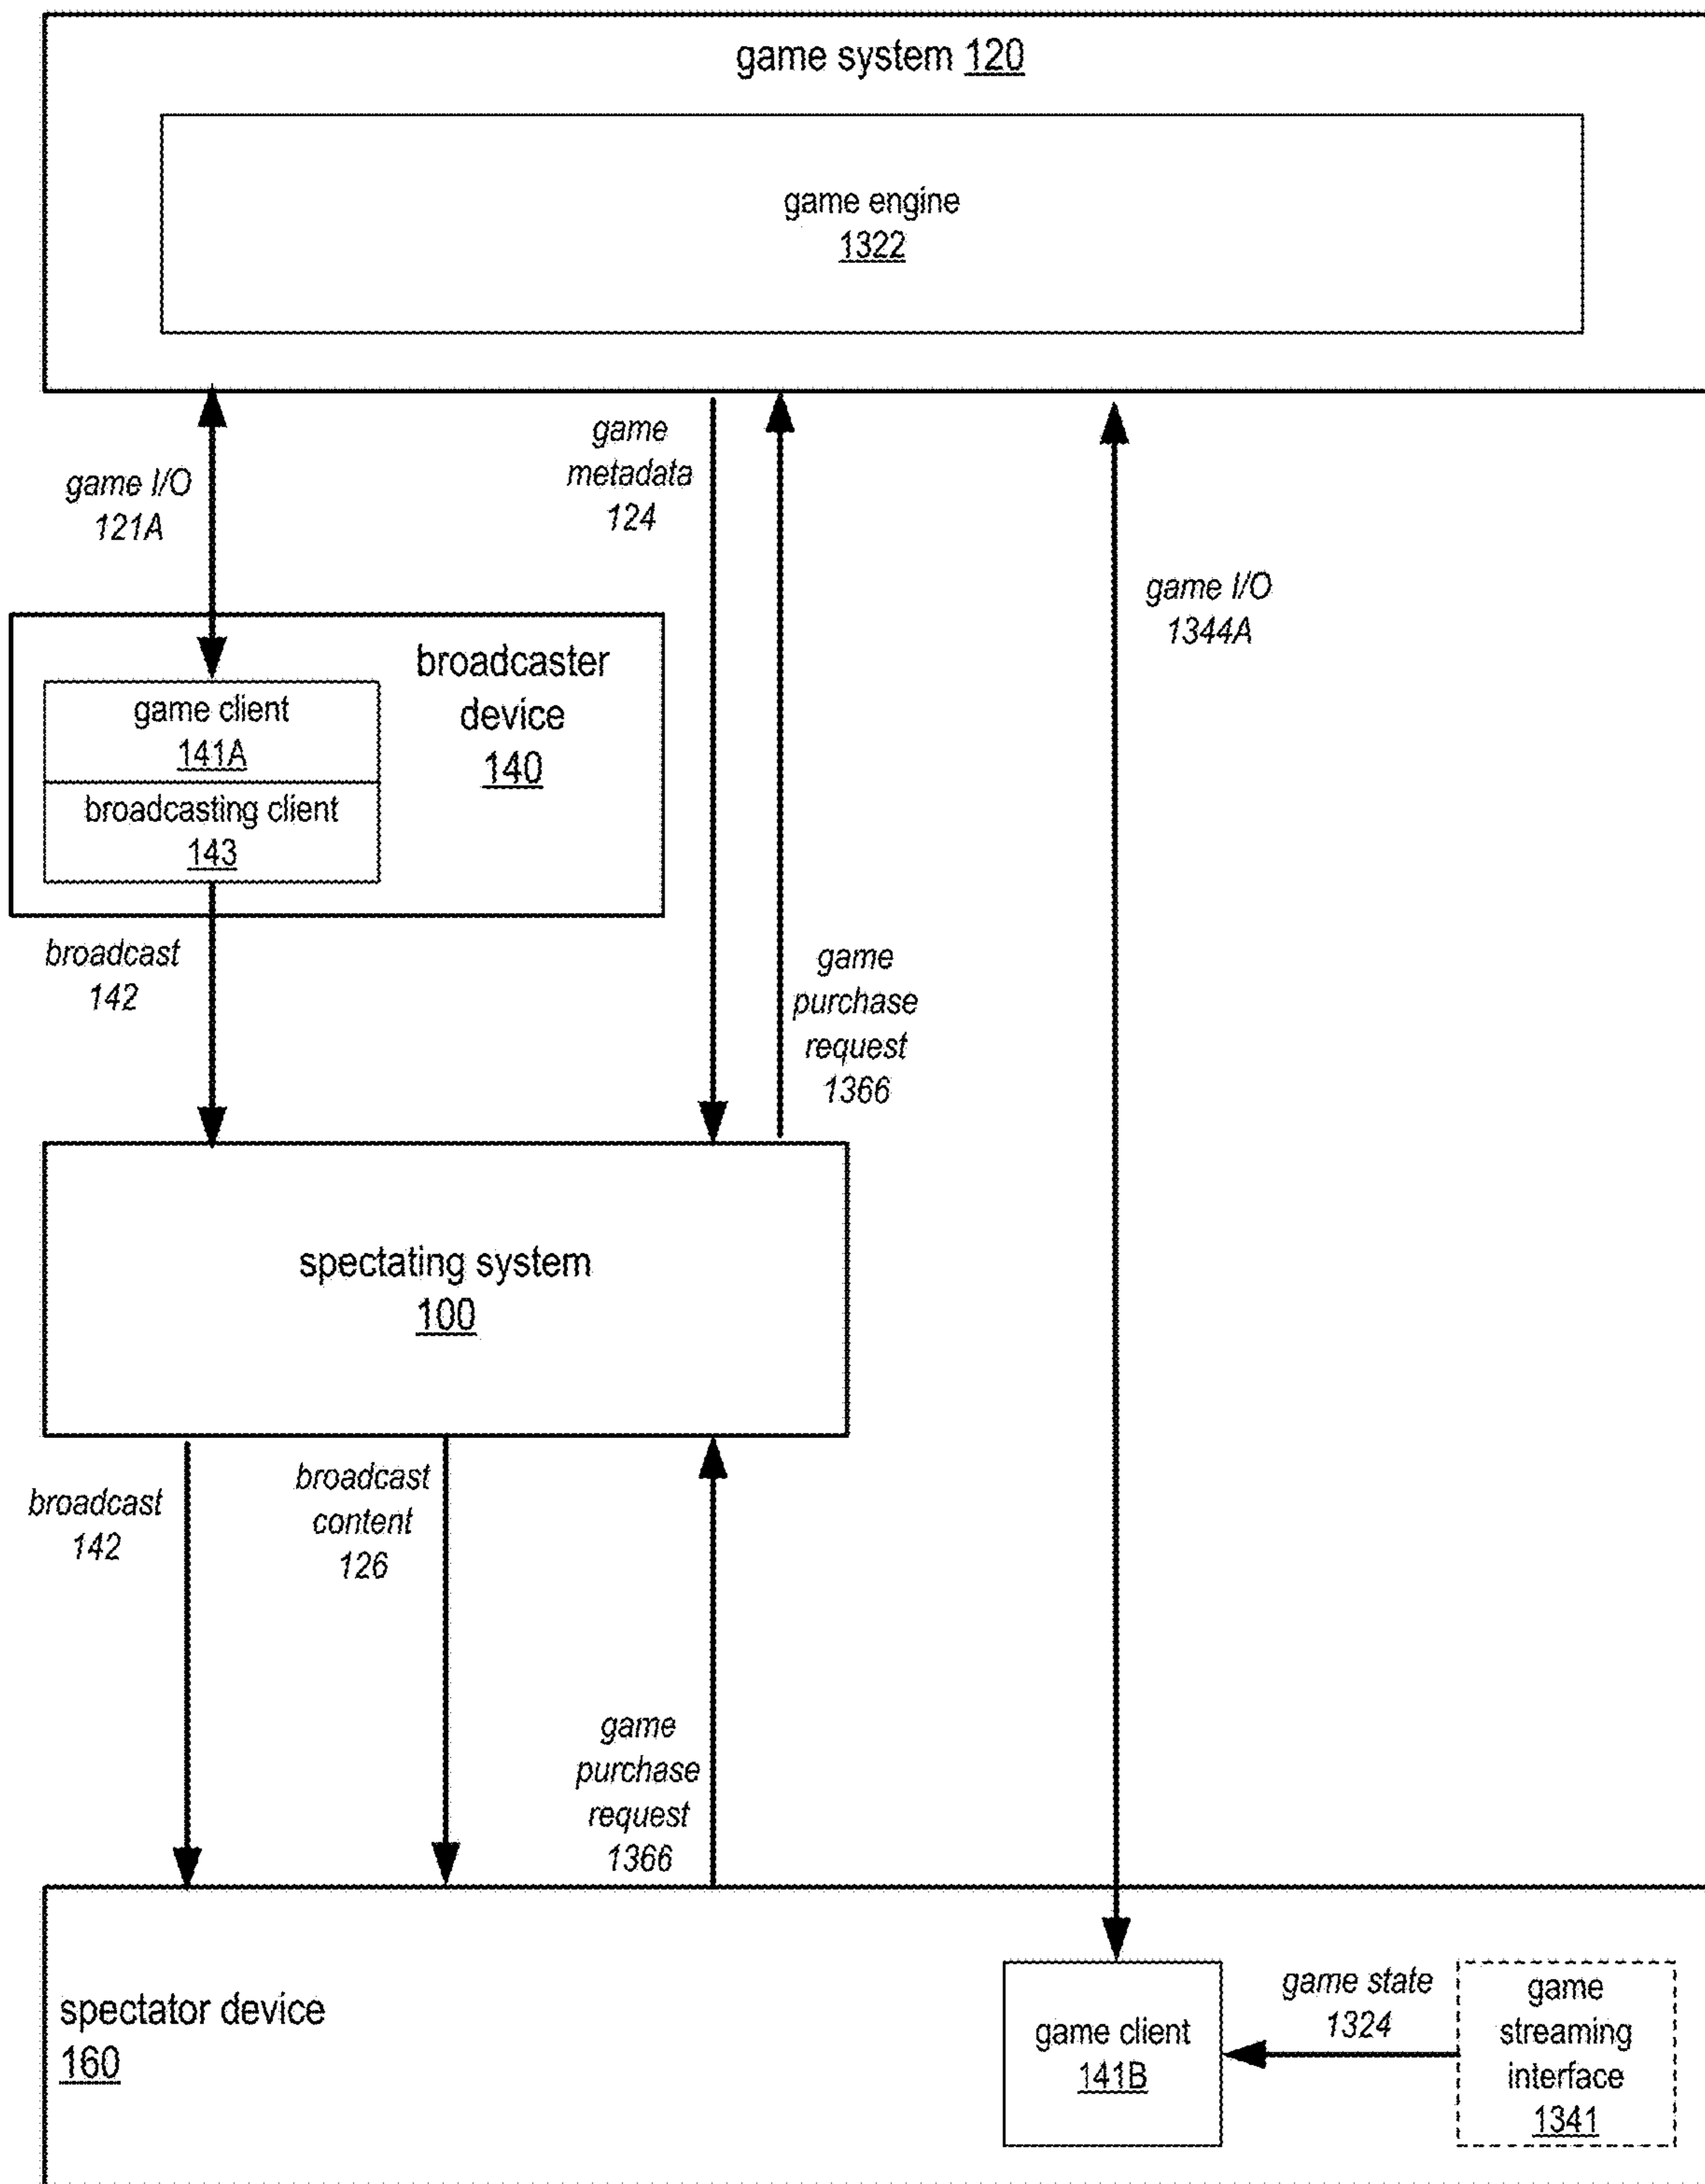 game system 120
game engine
1322
game
metadata
124
game I/O
121A
game I/O
1344A
broadcaster
device
140
game client
141A
broadcasting client
143
broadcast
142
game
purchase
request
1366
spectating system
100
broadcast
142
broadcast
content
126
game
purchase
request
1366
spectator device
160
game client
141B
game state
1324
game
streaming
interface
1341